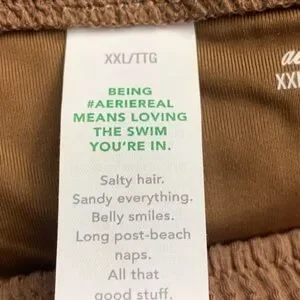 XXL/TTG
BEING
#AERIEREAL
MEANS LOVING
THE SWIM
YOU'RE IN.
Salty hair.
Sandy everything.
Belly smiles.
Long post-beach
naps.
All that
good stuff.